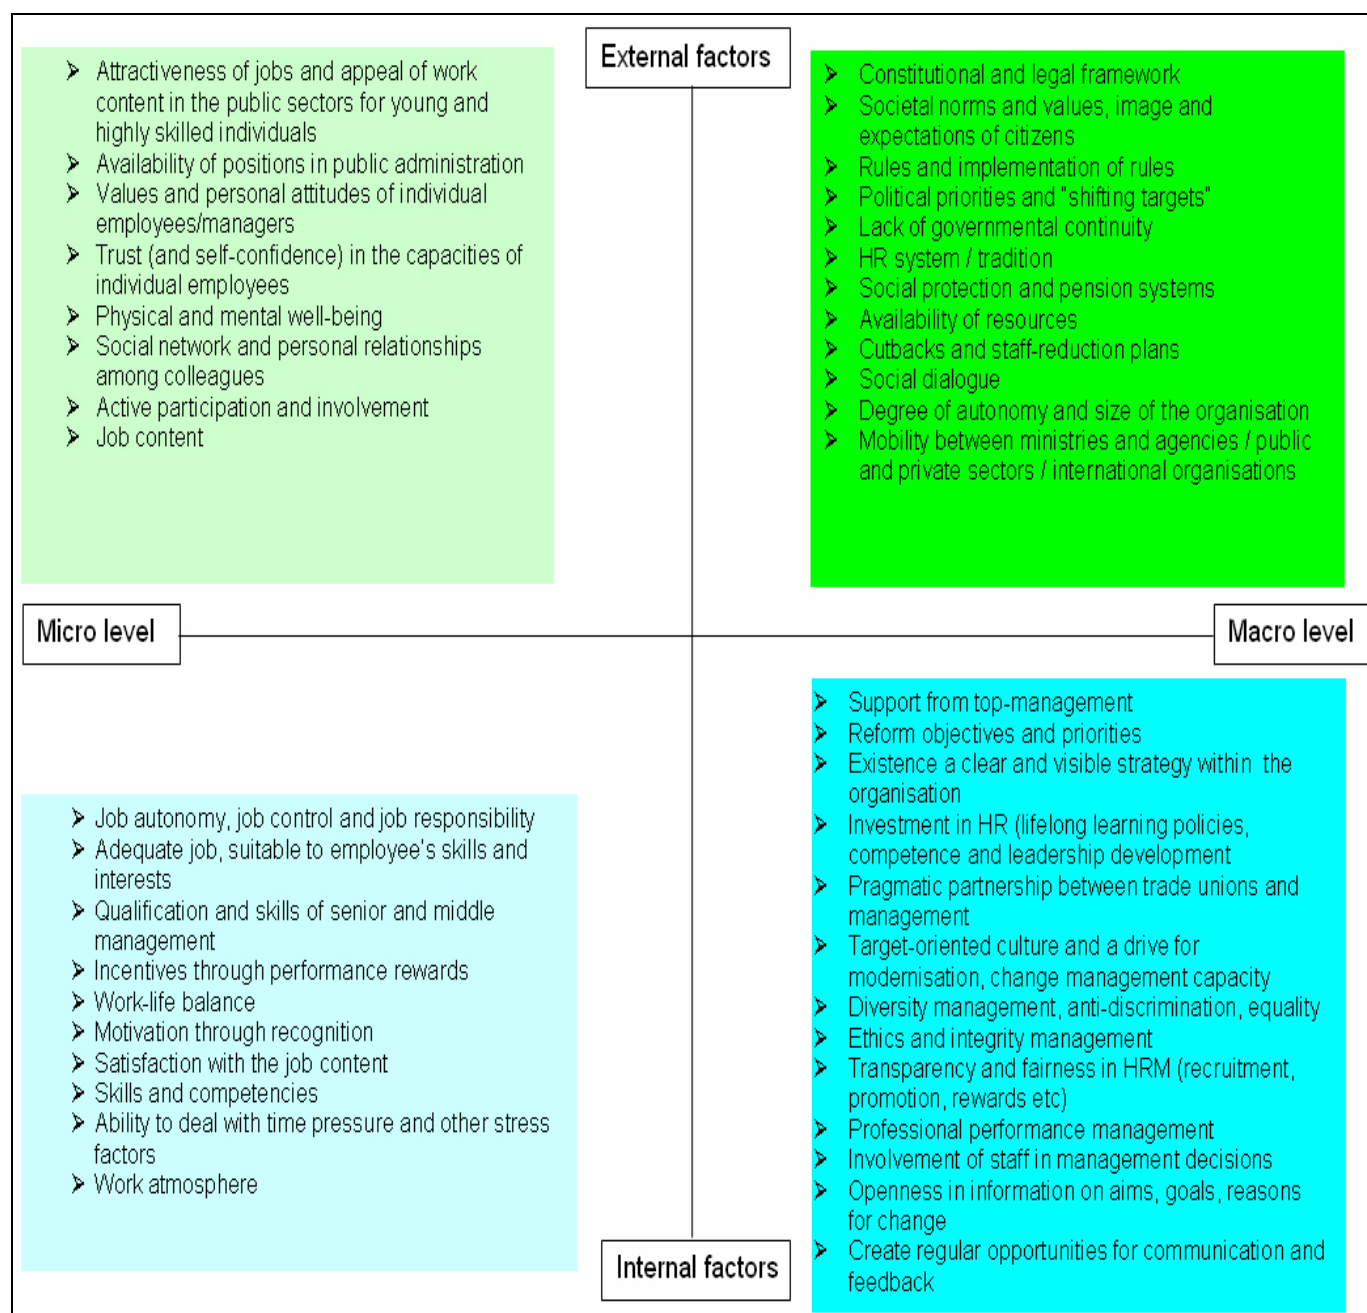 External factors
➢ Attractiveness of jobs and appeal of work
content in the public sectors for young and
highly skilled individuals
➢ Availability of positions in public administration
➢ Values and personal attitudes of individual
employees/managers
➢ Trust (and self-confidence) in the capacities of
individual employees
➢ Physical and mental well-being
➢ Social network and personal relationships
among colleagues
➢ Active participation and involvement
➢ Job content
➢ Constitutional and legal framework
➢ Societal norms and values, image and
expectations of citizens
➢ Rules and implementation of rules
➢ Political priorities and "shifting targets"
➢ Lack of governmental continuity
➢ HR system / tradition
➢ Social protection and pension systems
➢ Availability of resources
➢ Cutbacks and staff-reduction plans
➢ Social dialogue
➢ Degree of autonomy and size of the organisation
➢ Mobility between ministries and agencies / public
and private sectors / international organisations
Micro level
Macro level
➢ Job autonomy, job control and job responsibility
➢ Adequate job, suitable to employee's skills and
interests
➢ Qualification and skills of senior and middle
management
➢ Incentives through performance rewards
➢ Work-life balance
➢ Motivation through recognition
➢ Satisfaction with the job content
➢ Skills and competencies
➢ Ability to deal with time pressure and other stress
factors
➢ Work atmosphere
➢ Support from top-management
➢ Reform objectives and priorities
➢ Existence a clear and visible strategy within the
organisation
➢ Investment in HR (lifelong learning policies,
competence and leadership development
➢ Pragmatic partnership between trade unions and
management
➢ Target-oriented culture and a drive for
modernisation, change management capacity
➢ Diversity management, anti-discrimination, equality
➢ Ethics and integrity management
➢ Transparency and fairness in HRM (recruitment,
promotion, rewards etc)
➢ Professional performance management
➢ Involvement of staff in management decisions
➢ Openness in information on aims, goals, reasons
for change
➢ Create regular opportunities for communication and
feedback
Internal factors